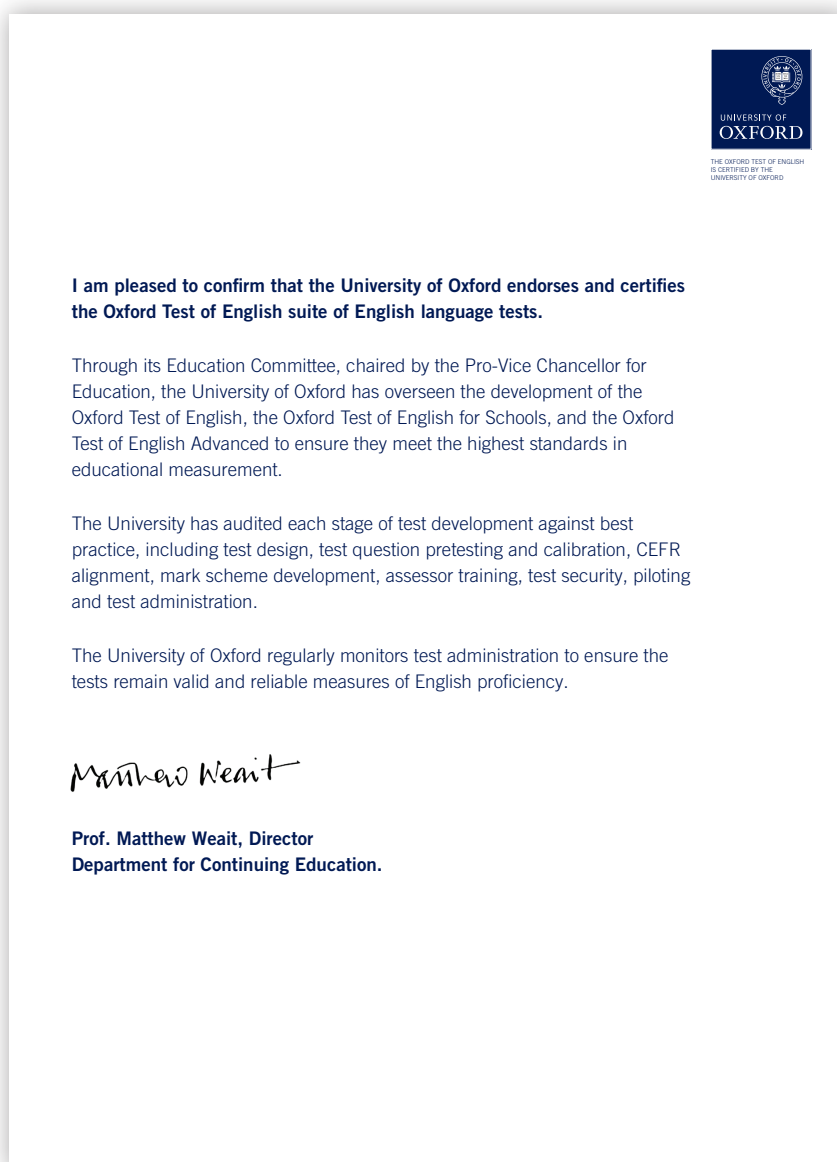 UNIVERSITY OF
OXFORD
THE OXFORD TEST OF ENGLISH
IS CERTIFIED BY THE
UNIVERSITY OF OXFORD
I am pleased to confirm that the University of Oxford endorses and certifies
the Oxford Test of English suite of English language tests.
Through its Education Committee, chaired by the Pro-Vice Chancellor for
Education, the University of Oxford has overseen the development of the
Oxford Test of English, the Oxford Test of English for Schools, and the Oxford
Test of English Advanced to ensure they meet the highest standards in
educational measurement.
The University has audited each stage of test development against best
practice, including test design, test question pretesting and calibration, CEFR
alignment, mark scheme development, assessor training, test security, piloting
and test administration.
The University of Oxford regularly monitors test administration to ensure the
tests remain valid and reliable measures of English proficiency.
Matthew Weait
Prof. Matthew Weait, Director
Department for Continuing Education.